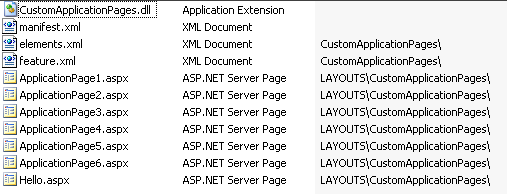 CustomApplicationPages.dll Application Extension
manifest.xml XML Document
elements.xml XML Document CustomApplicationPages\
feature.xml XML Document CustomApplicationPages\
ApplicationPage1.aspx ASP.NET Server Page LAYOUTS\CustomApplicationPages\
ApplicationPage2.aspx ASP.NET Server Page LAYOUTS\CustomApplicationPages\
ApplicationPage3.aspx ASP.NET Server Page LAYOUTS\CustomApplicationPages\
ApplicationPage4.aspx ASP.NET Server Page LAYOUTS\CustomApplicationPages\
ApplicationPage5.aspx ASP.NET Server Page LAYOUTS\CustomApplicationPages\
ApplicationPage6.aspx ASP.NET Server Page LAYOUTS\CustomApplicationPages\
Hello.aspx ASP.NET Server Page LAYOUTS\CustomApplicationPages\